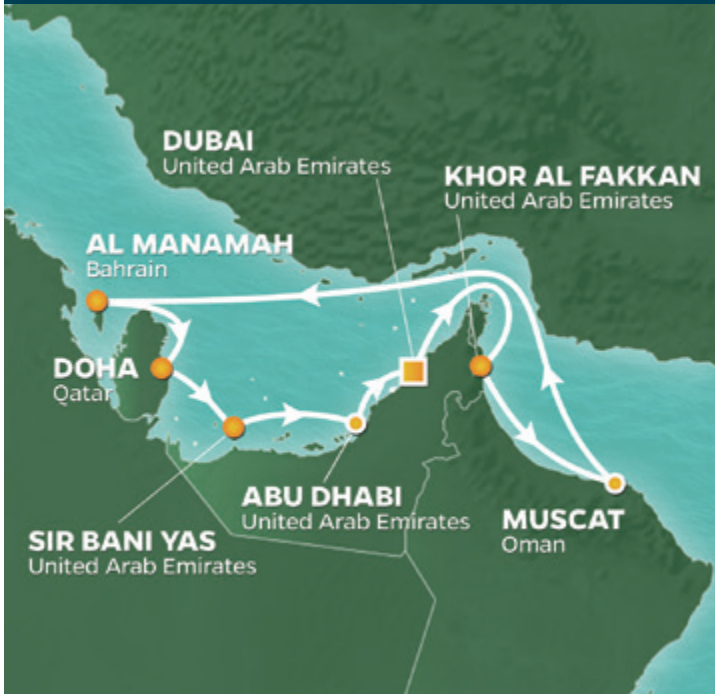 DUBAI
United Arab Emirates
KHOR AL FAKKAN
United Arab Emirates
AL MANAMAH
Bahrain
DOHA
Qatar
ABU DHABI
United Arab Emirates
MUSCAT
Oman
SIR BANI YAS
United Arab Emirates